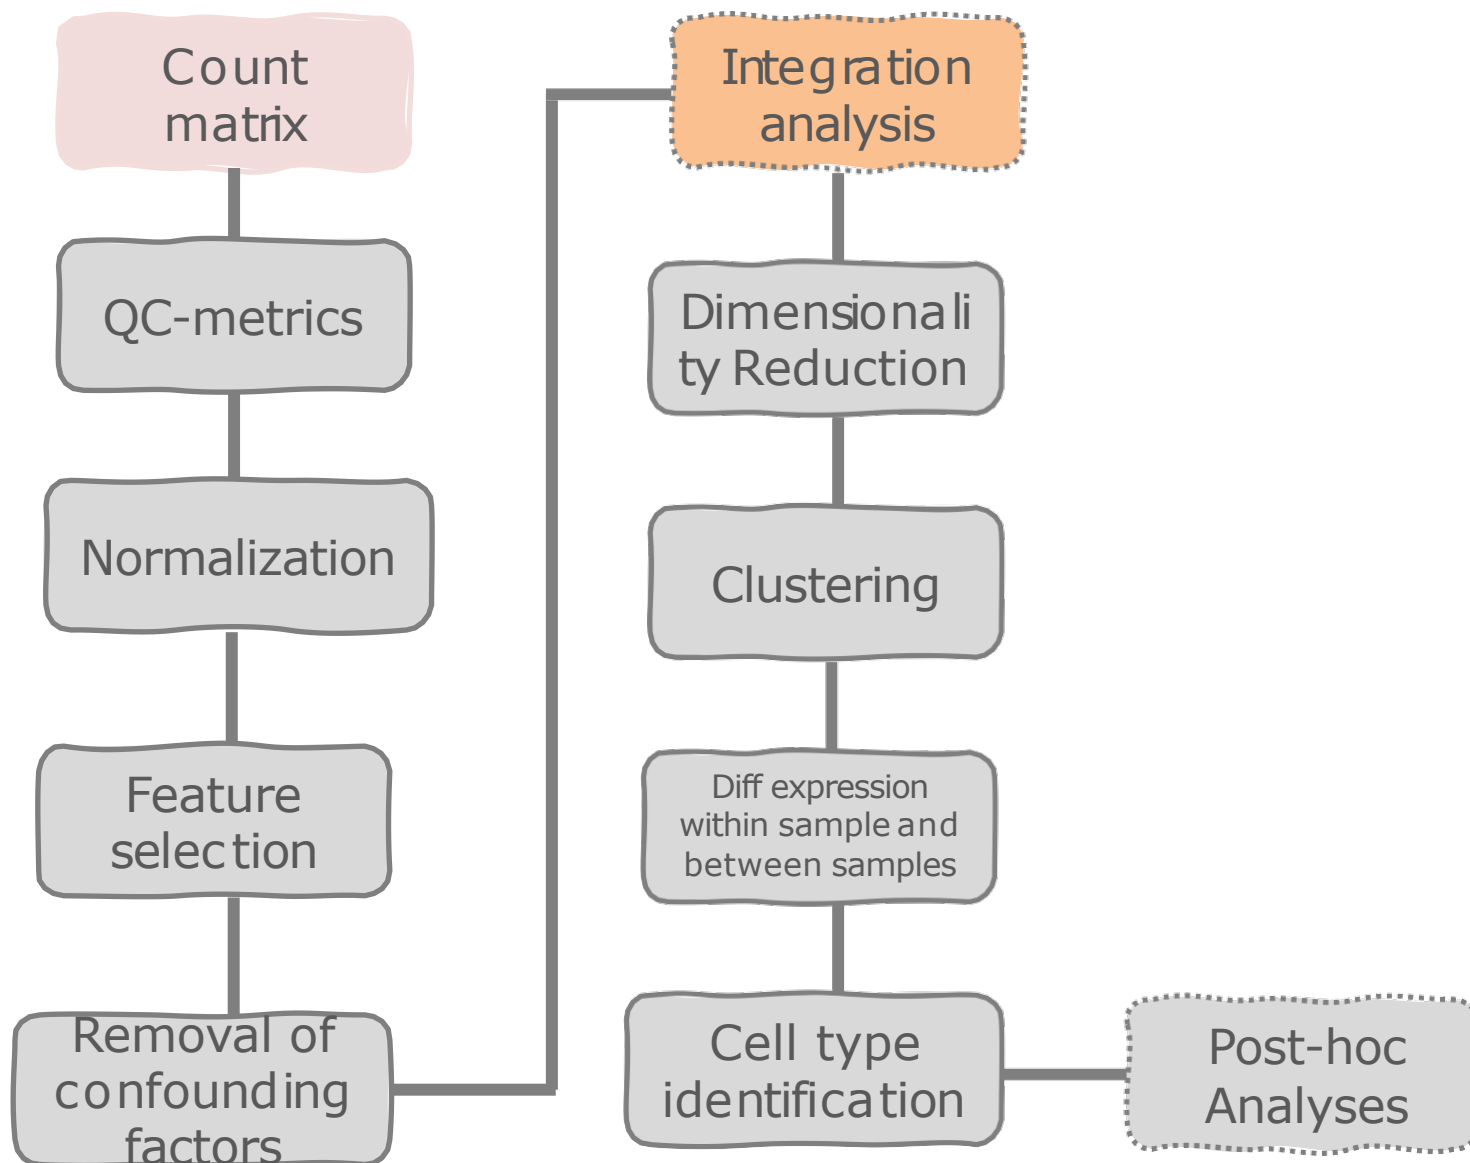 Count
matrix
QC-metrics
Normalization
Feature
selection
Removal of
confounding
factors
Integration
analysis
Dimensionali
ty Reduction
Clustering
Diff expression
within sample and
between samples
Cell type
identification
Post-hoc
Analyses